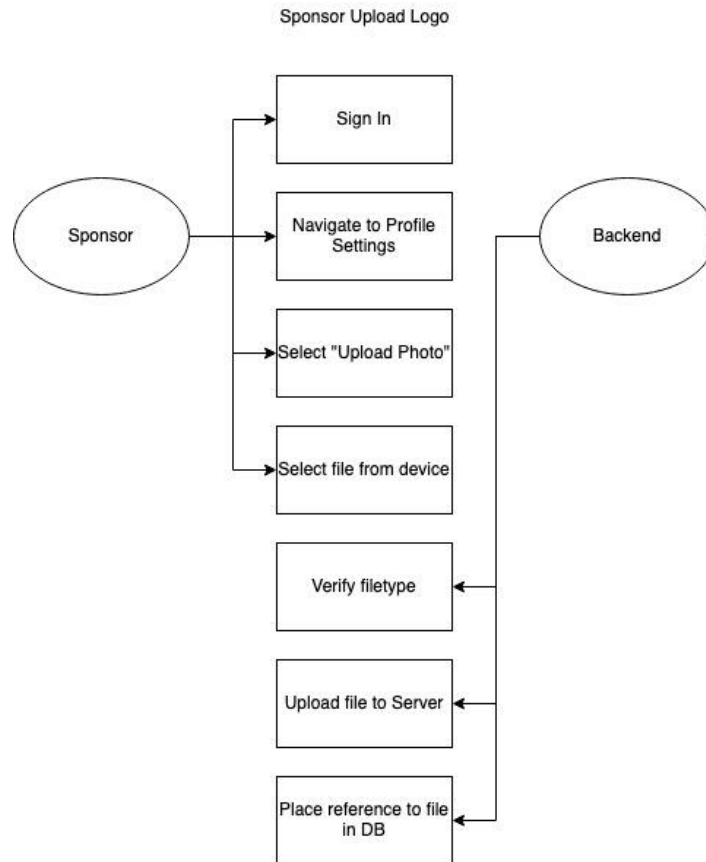 Sponsor Upload Logo
Sign In
Sponsor
Navigate to Profile
Settings
Backend
Select "Upload Photo"
Select file from device
Verify filetype
Upload file to Server
Place reference to file
in DB